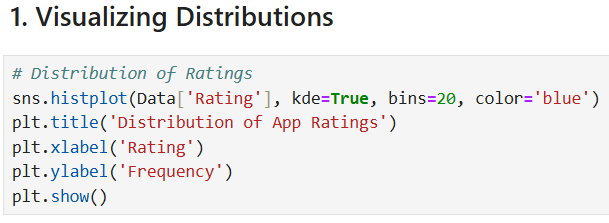 1. Visualizing Distributions
# Distribution of Ratings
sns.histplot(Data['Rating'], kde=True, bins=20, color='blue')
plt.title('Distribution of App Ratings')
plt.xlabel('Rating')
plt.ylabel('Frequency')
plt.show()